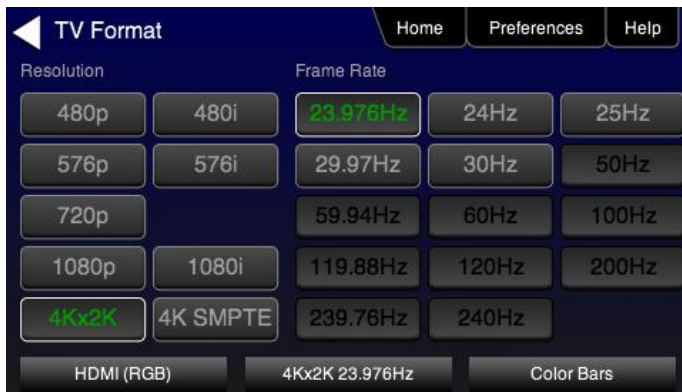 TV Format
Home
Preferences
Help
Resolution
Frame Rate
480p
480i
23.976Hz
24Hz
25Hz
576p
576i
29.97Hz
30Hz
50Hz
720p
59.94Hz
60Hz
100Hz
1080p
1080i
119.88Hz
120Hz
200Hz
4Kx2K
4K SMPTE
239.76Hz
240Hz
HDMI (RGB)
4Kx2K 23.976Hz
Color Bars